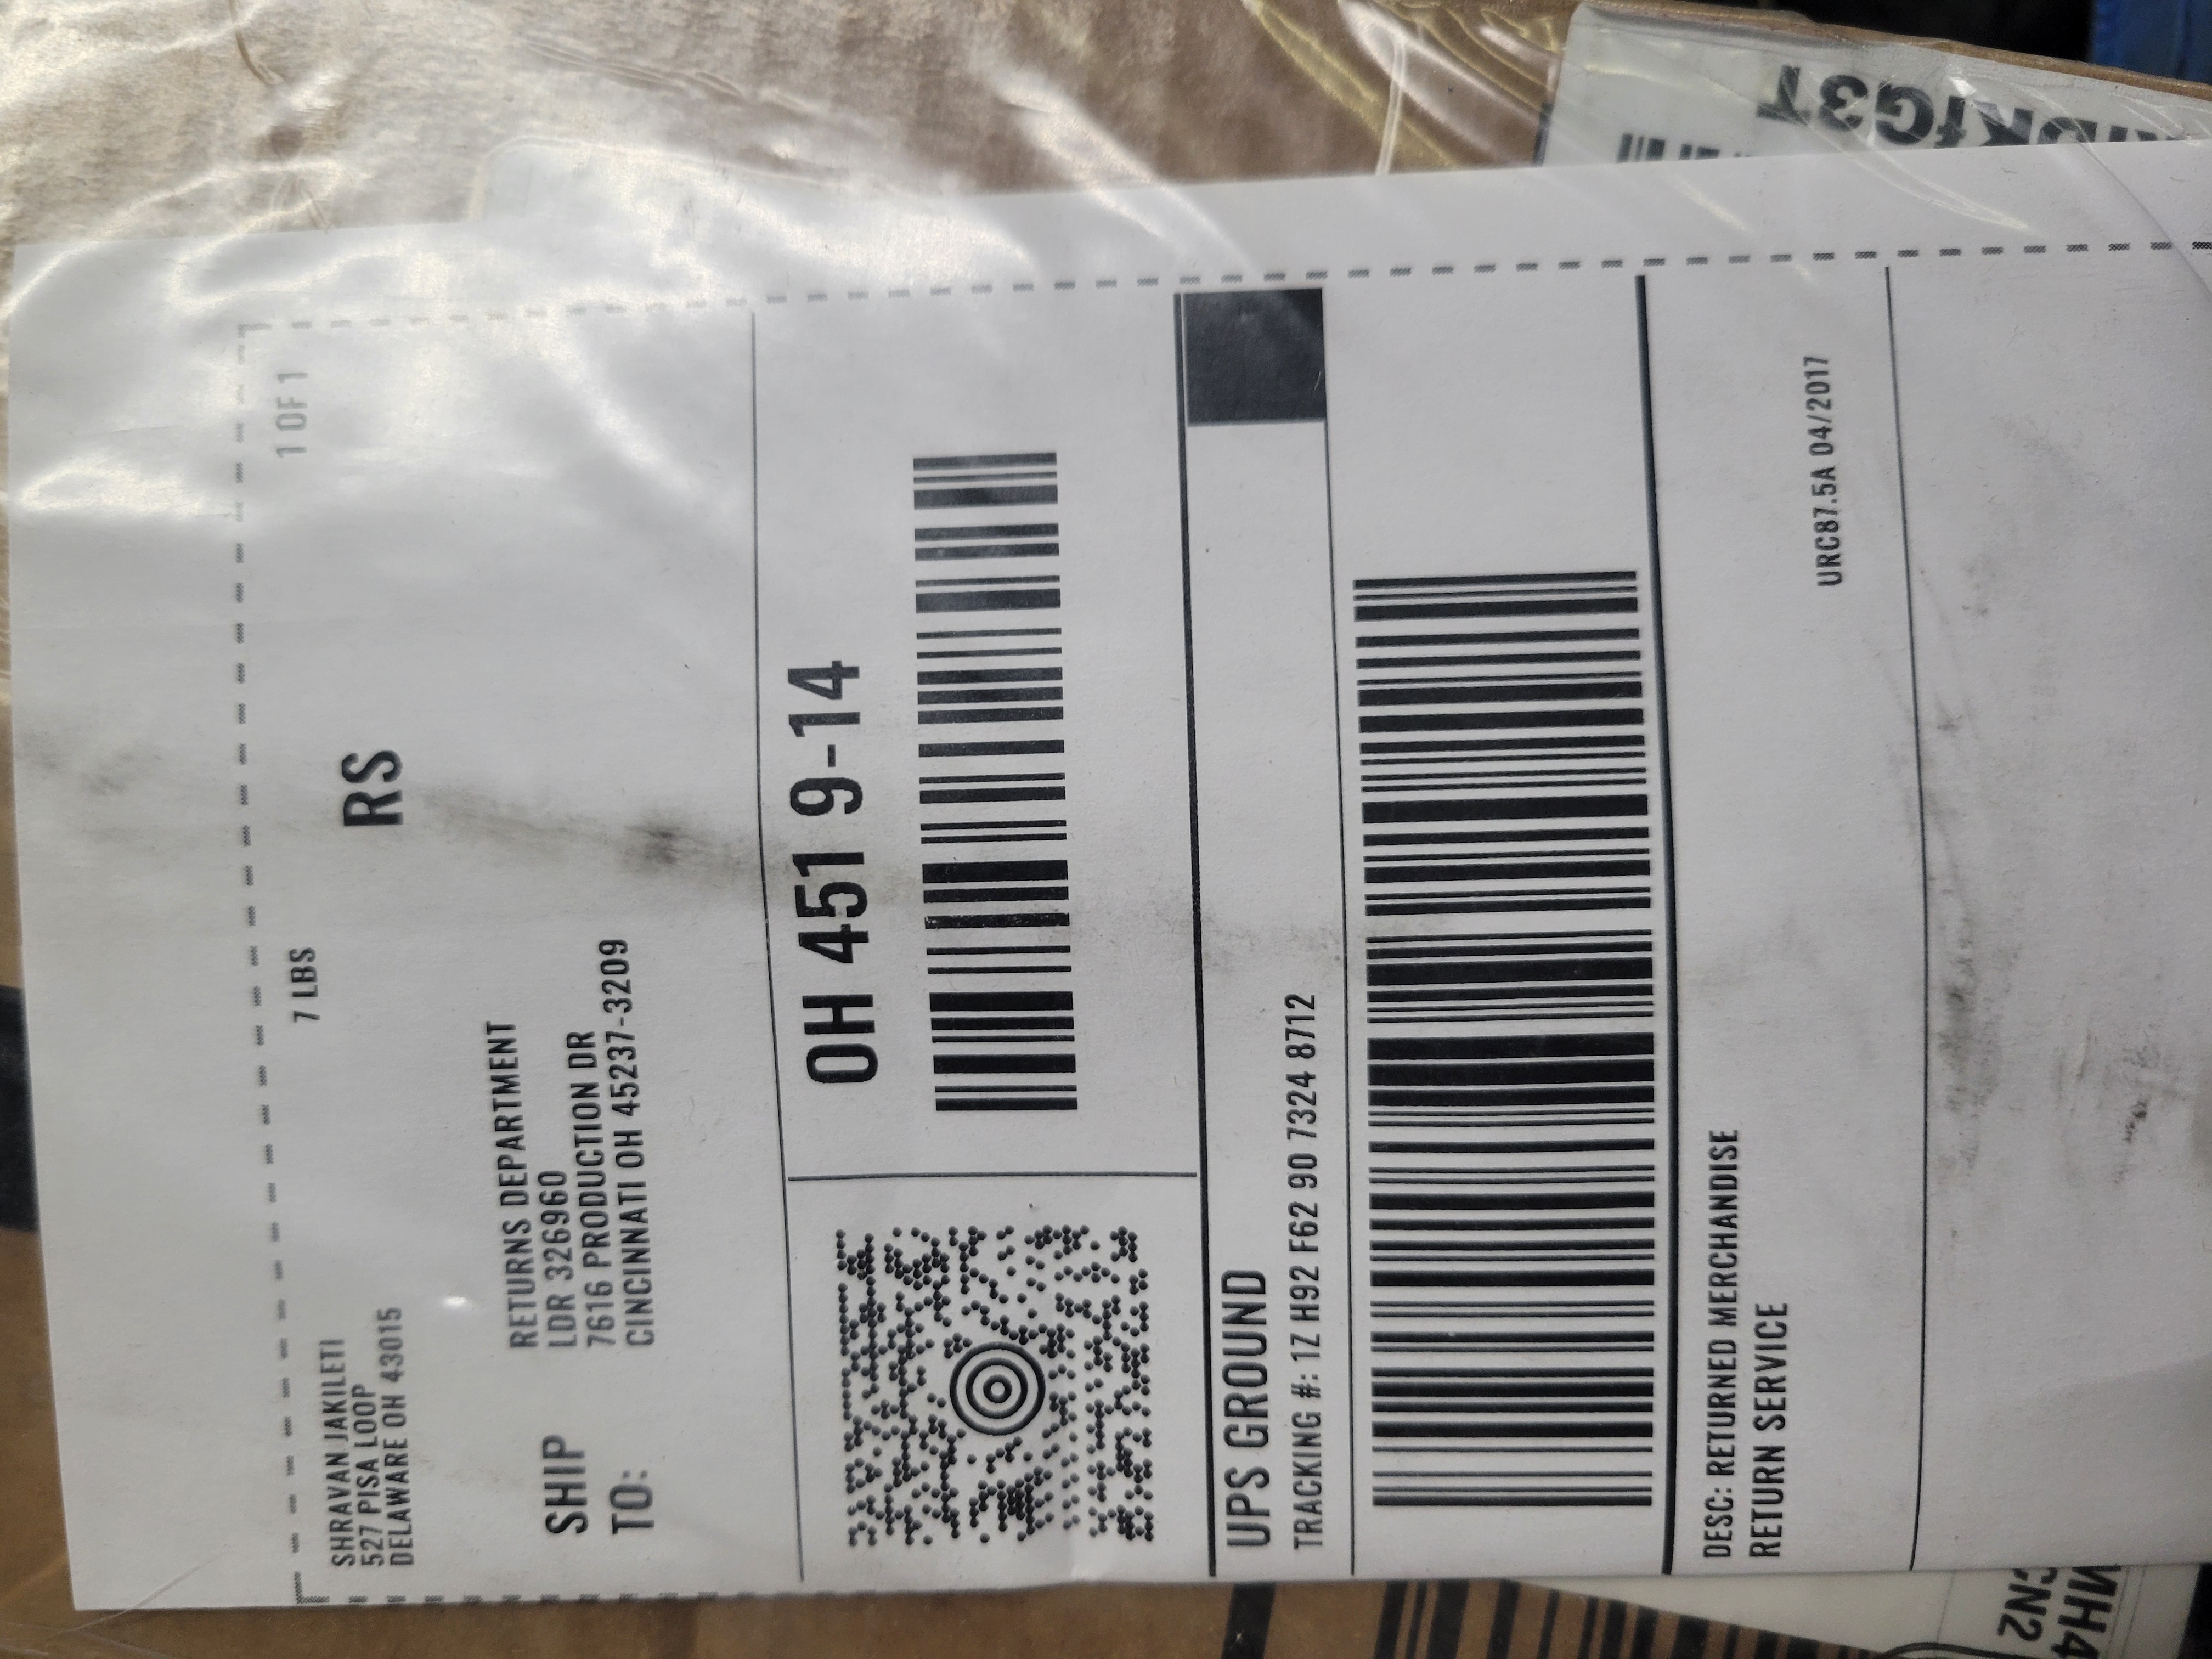 SHRAVAN JAKILETI
527 PISA LOOP
DELAWARE OH 43015
7 LBS
1 OF 1
RS
SHIP
TO:
RETURNS DEPARTMENT
LDR 3269960
7616 PRODUCTION DR
CINCINNATI OH 45237-3209
OH 451 9-14
UPS GROUND
TRACKING #: 1Z H92 F62 90 7324 8712
DESC: RETURNED MERCHANDISE
RETURN SERVICE
URC87.5A 04/2017